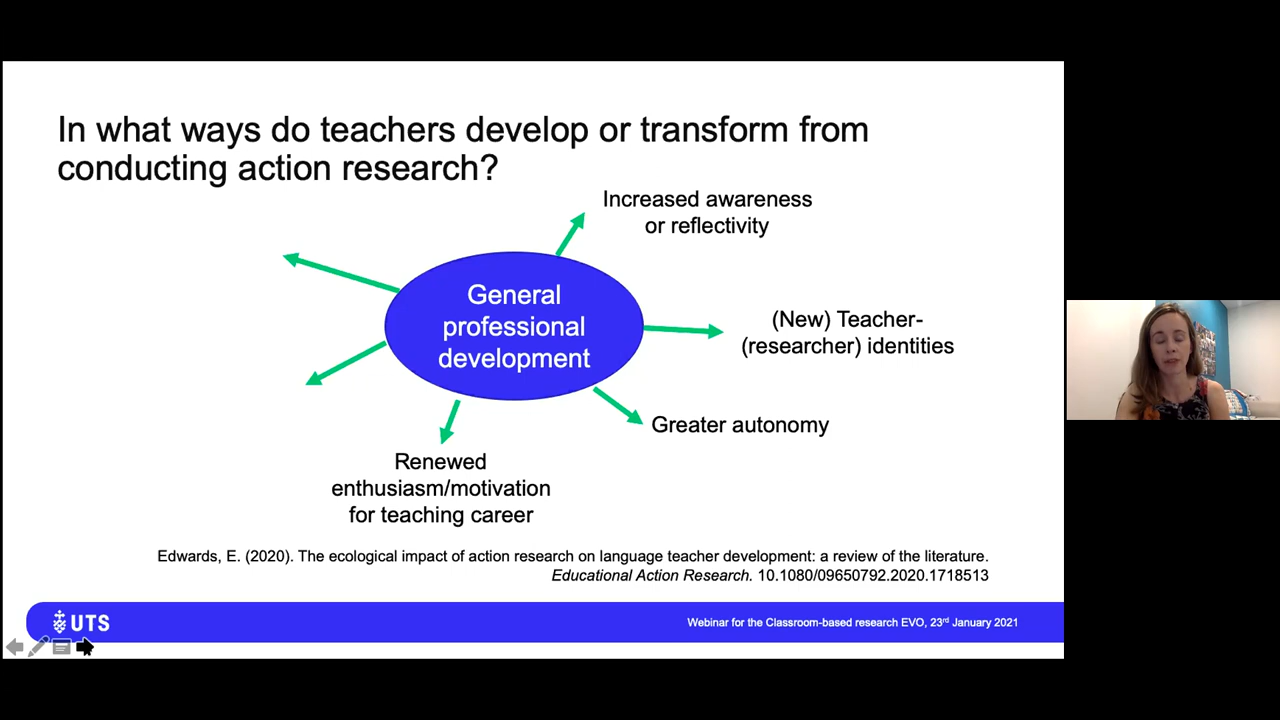 In what ways do teachers develop or transform from
conducting action research?
Increased awareness
or reflectivity
General
professional
development
(New) Teacher-
(researcher) identities
Greater autonomy
Renewed
enthusiasm/motivation
for teaching career
Edwards, E. (2020). The ecological impact of action research on language teacher development: a review of the literature.
Educational Action Research. 10.1080/09650792.2020.1718513
UTS
Webinar for the Classroom-based research EVO, 23rd January 2021